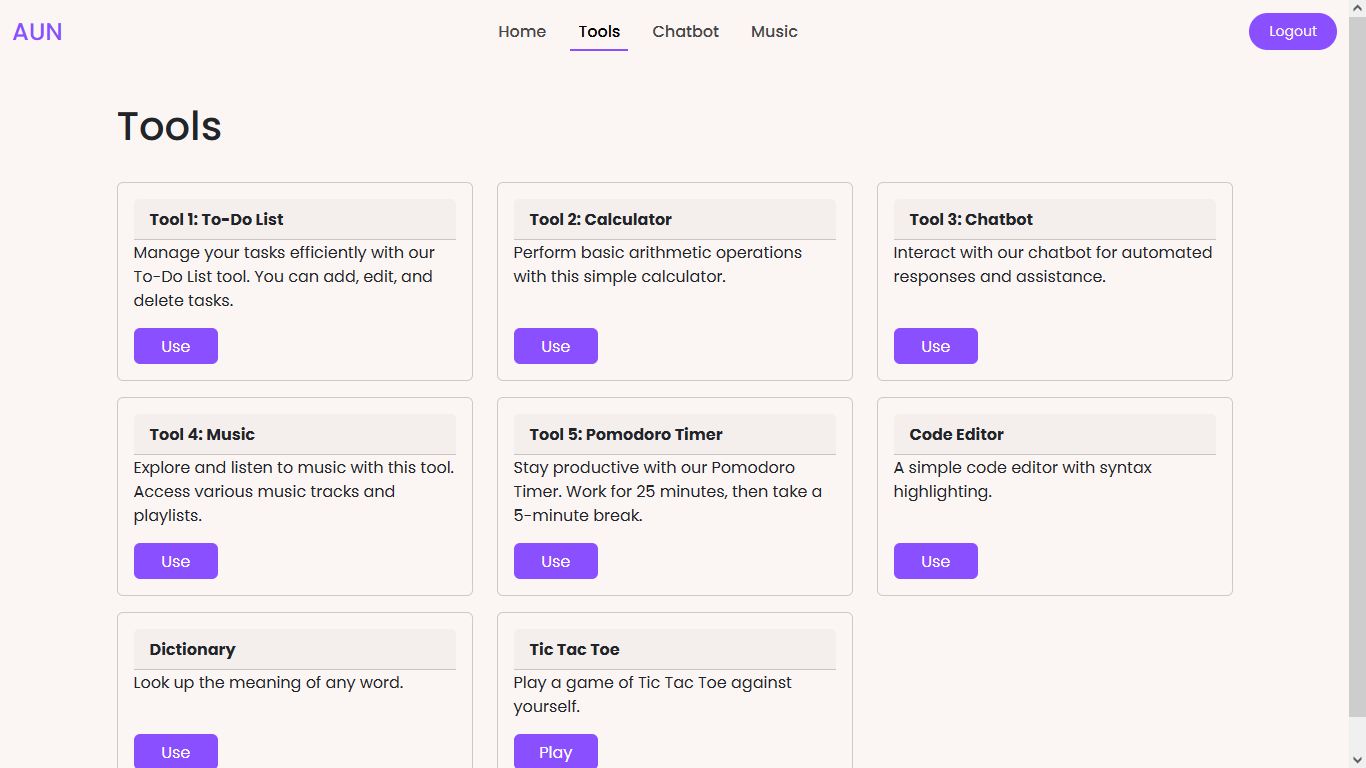 AUN
Home
Tools
Chatbot
Music
Logout
Tools
Tool 1: To-Do List
Manage your tasks efficiently with our
To-Do List tool. You can add, edit, and
delete tasks.
Use
Tool 2: Calculator
Perform basic arithmetic operations
with this simple calculator.
Use
Tool 3: Chatbot
Interact with our chatbot for automated
responses and assistance.
Use
Tool 4: Music
Explore and listen to music with this tool.
Access various music tracks and
playlists.
Use
Tool 5: Pomodoro Timer
Stay productive with our Pomodoro
Timer. Work for 25 minutes, then take a
5-minute break.
Use
Code Editor
A simple code editor with syntax
highlighting.
Use
Dictionary
Look up the meaning of any word.
Use
Tic Tac Toe
Play a game of Tic Tac Toe against
yourself.
Play